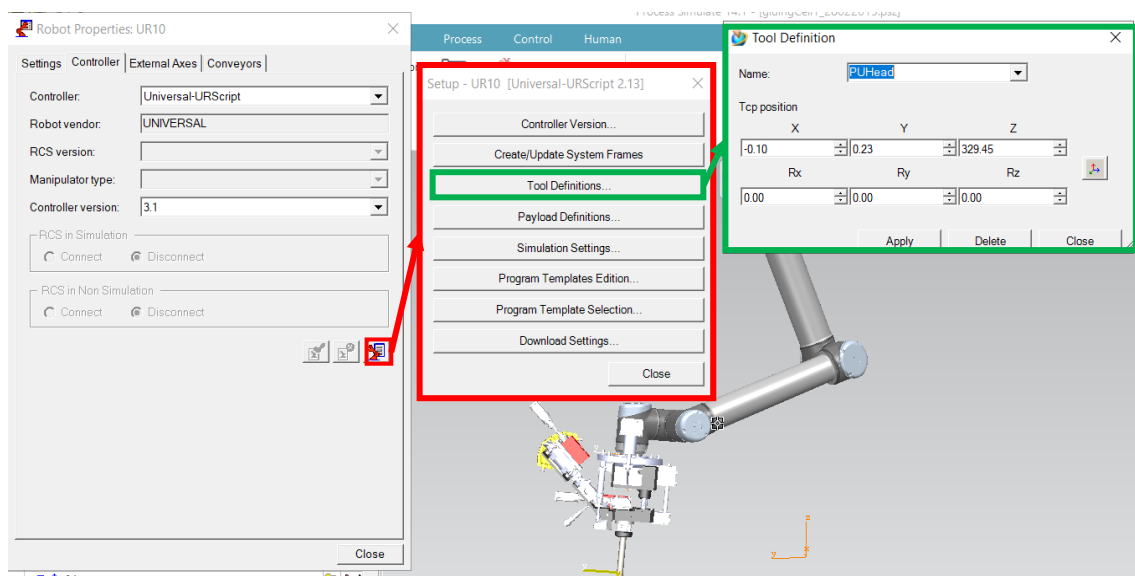 Robot Properties: UR10
Settings Controller External Axes Conveyors
Controller: Universal-URScript
Robot vendor: UNIVERSAL
RCS version:
Manipulator type:
Controller version: 3.1
RCS in Simulation
Connect Disconnect
RCS in Non Simulation
Connect Disconnect
Close
Process Control Human
Setup - UR10 [Universal-URScript 2.13]
Controller Version...
Create/Update System Frames
Tool Definitions...
Payload Definitions...
Simulation Settings...
Program Templates Edition...
Program Template Selection...
Download Settings...
Close
Tool Definition
Name: PUHead
Tcp position
X Y Z
-0.10 0.23 329.45
Rx Ry Rz
0.00 0.00 0.00
Apply Delete Close
z
y x